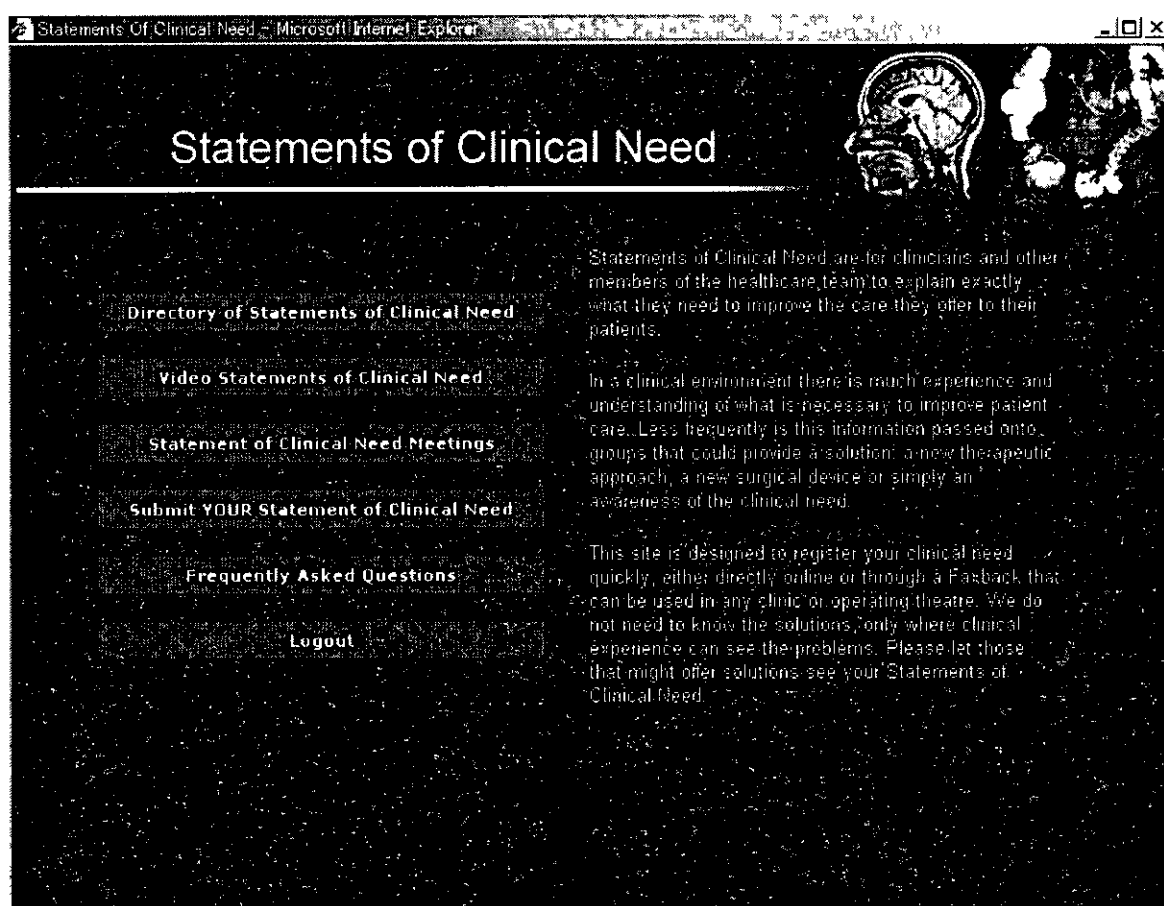 Statements Of Clinical Need - Microsoft Internet Explorer
Statements of Clinical Need
Directory of Statements of Clinical Need
Video Statements of Clinical Need
Statement of Clinical Need Meetings
Submit YOUR Statement of Clinical Need
Frequently Asked Questions
Logout
Statements of Clinical Need are for clinicians and other
members of the healthcare team to explain exactly
what they need to improve the care they offer to their
patients.
In a clinical environment there is much experience and
understanding of what is necessary to improve patient
care. Less frequently is this information passed onto
groups that could provide a solution: a new therapeutic
approach, a new surgical device or simply an
awareness of the clinical need.
This site is designed to register your clinical need
quickly, either directly online or through a Faxback that
can be used in any clinic or operating theatre. We do
not need to know the solutions, only where clinical
experience can see the problems. Please let those
that might offer solutions see your Statements of
Clinical Need.